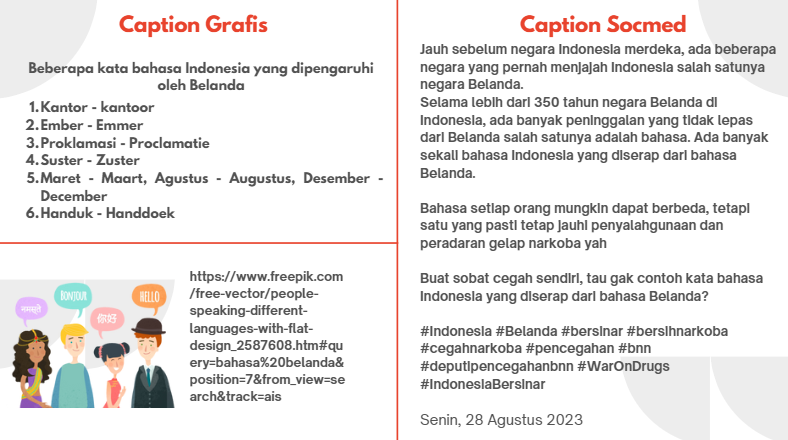 Caption Grafis
Beberapa kata bahasa Indonesia yang dipengaruhi
oleh Belanda
1. Kantor - kantoor
2. Ember - Emmer
3. Proklamasi - Proclamatie
4. Suster - Zuster
5. Maret - Maart, Agustus - Augustus, Desember -
December
6. Handuk - Handdoek
नमस्ते
BONJOUR
HELLO
https://www.freepik.com
/free-vector/people-
speaking-different-
languages-with-flat-
design_2587608.htm#qu
ery=bahasa%20belanda&
position=7&from_view=se
arch&track=ais
Caption Socmed
Jauh sebelum negara Indonesia merdeka, ada beberapa
negara yang pernah menjajah Indonesia salah satunya
negara Belanda.
Selama lebih dari 350 tahun negara Belanda di
Indonesia, ada banyak peninggalan yang tidak lepas
dari Belanda salah satunya adalah bahasa. Ada banyak
sekali bahasa Indonesia yang diserap dari bahasa
Belanda.
Bahasa setiap orang mungkin dapat berbeda, tetapi
satu yang pasti tetap jauhi penyalahgunaan dan
peradaran gelap narkoba yah
Buat sobat cegah sendiri, tau gak contoh kata bahasa
Indonesia yang diserap dari bahasa Belanda?
#Indonesia #Belanda #bersinar #bersihnarkoba
#cegahnarkoba #pencegahan #bnn
#deputipencegahanbnn #WarOnDrugs
#IndonesiaBersinar
Senin, 28 Agustus 2023